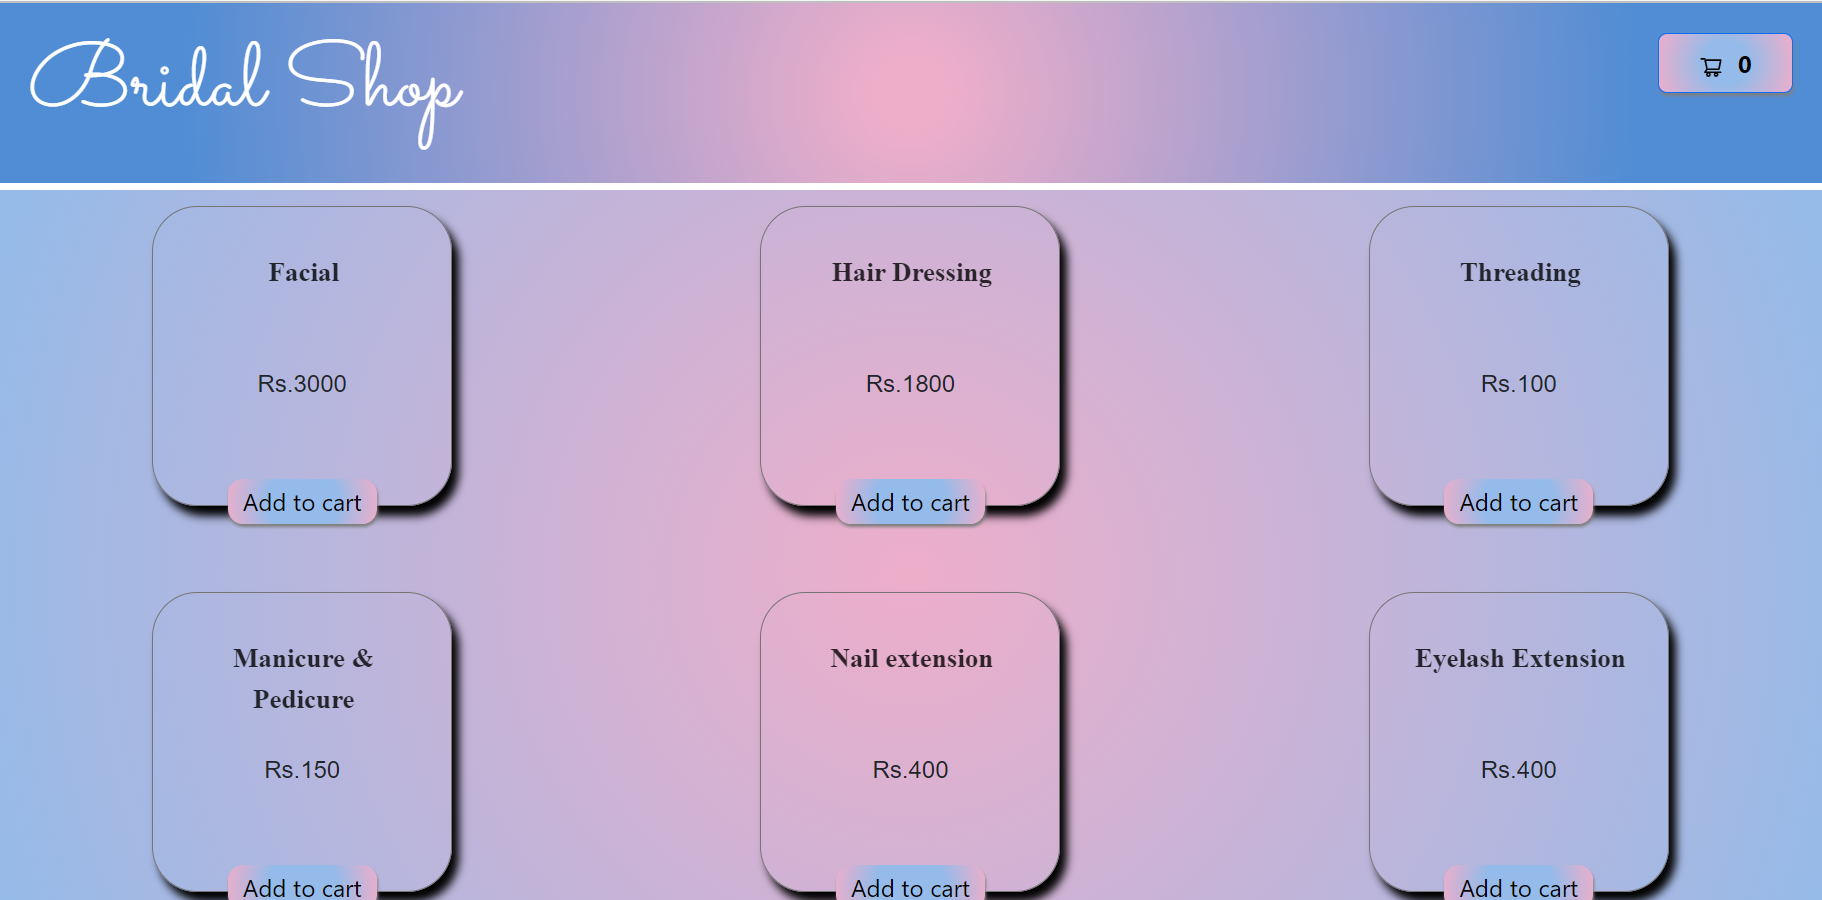 Bridal Shop
0
Facial
Hair Dressing
Threading
Rs.3000
Rs.1800
Rs.100
Add to cart
Add to cart
Add to cart
Manicure &
Pedicure
Nail extension
Eyelash Extension
Rs.150
Rs.400
Rs.400
Add to cart
Add to cart
Add to cart